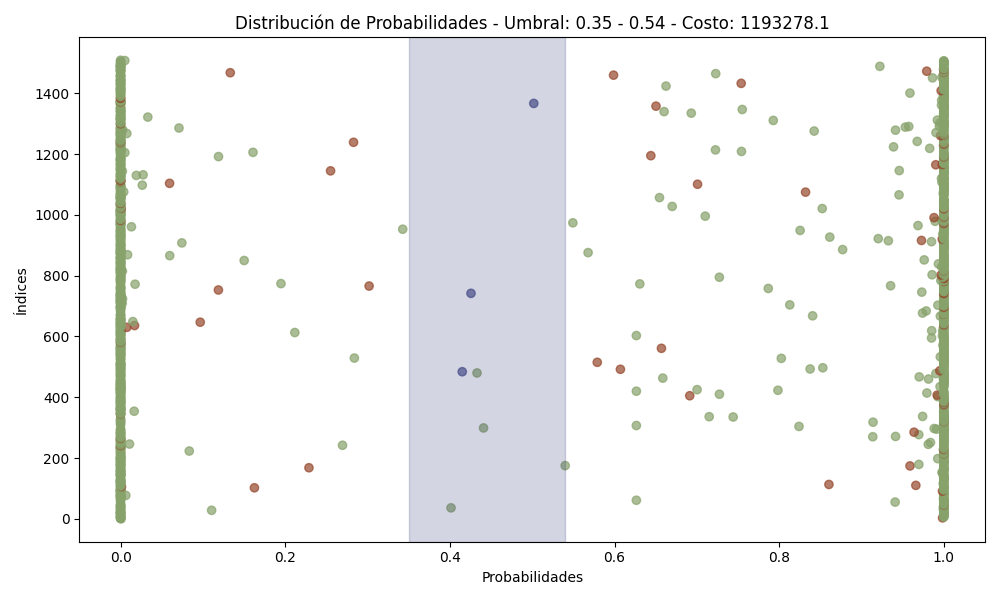 Distribución de Probabilidades - Umbral: 0.35 - 0.54 - Costo: 1193278.1
Índices
1400
1200
1000
800
600
400
200
0
0.0 0.2 0.4 0.6 0.8 1.0
Probabilidades